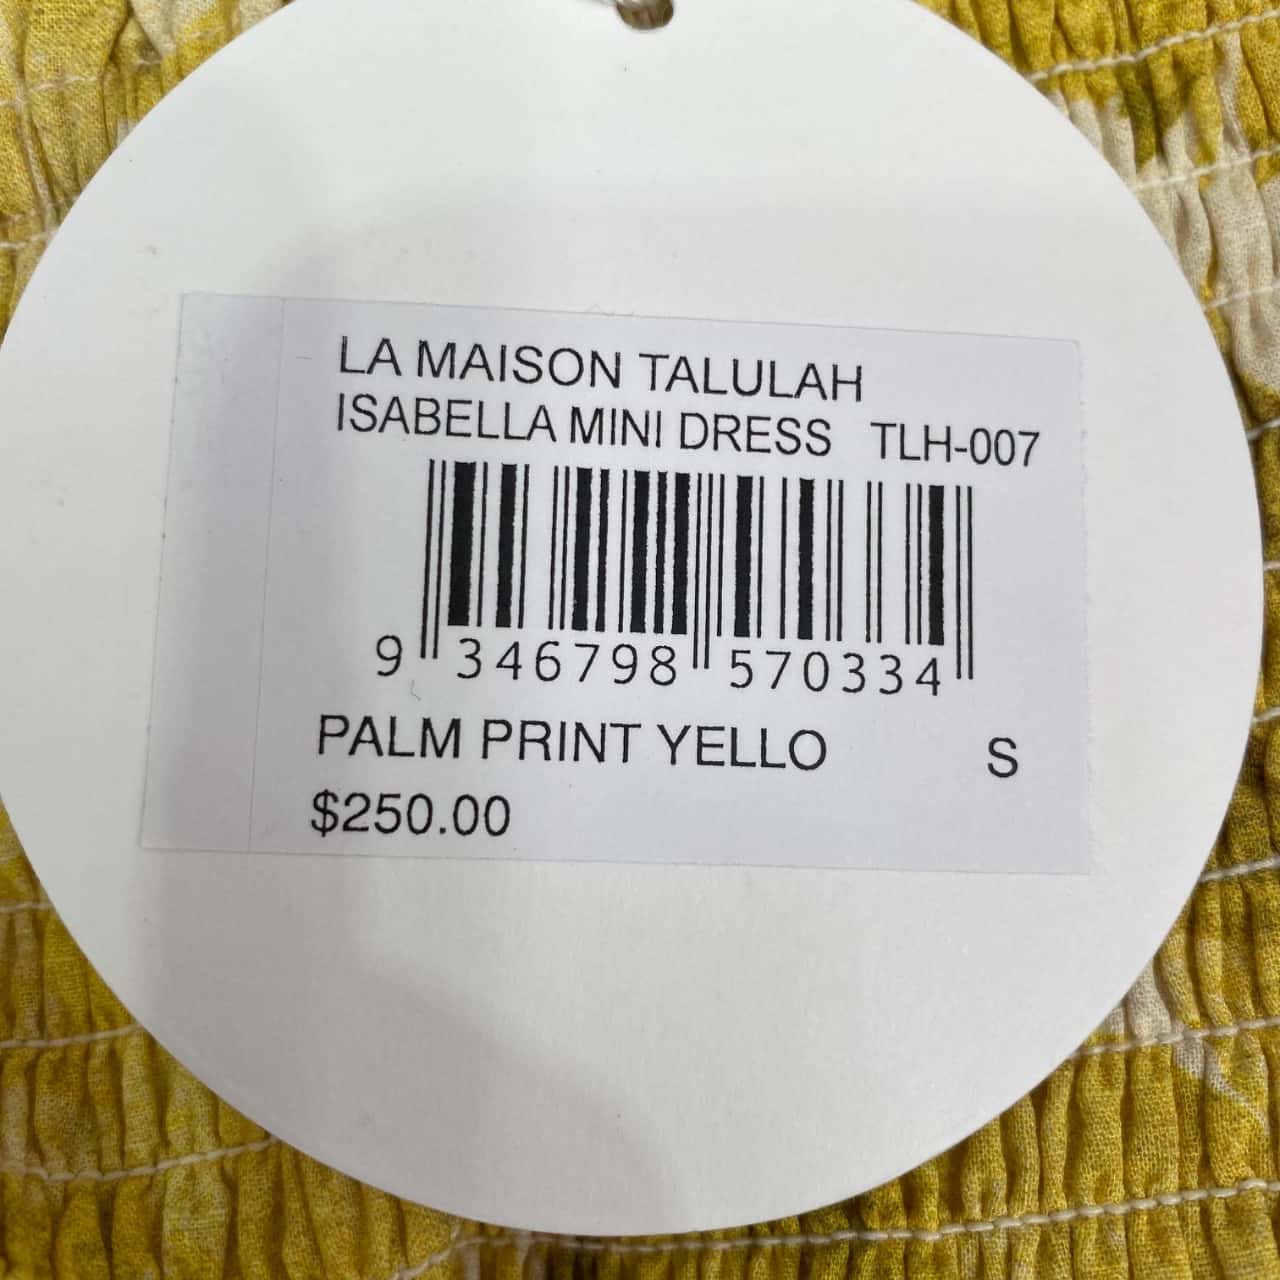 LA MAISON TALULAH
ISABELLA MINI DRESS TLH-007
9 346798 570334
PALM PRINT YELLO S
$250.00